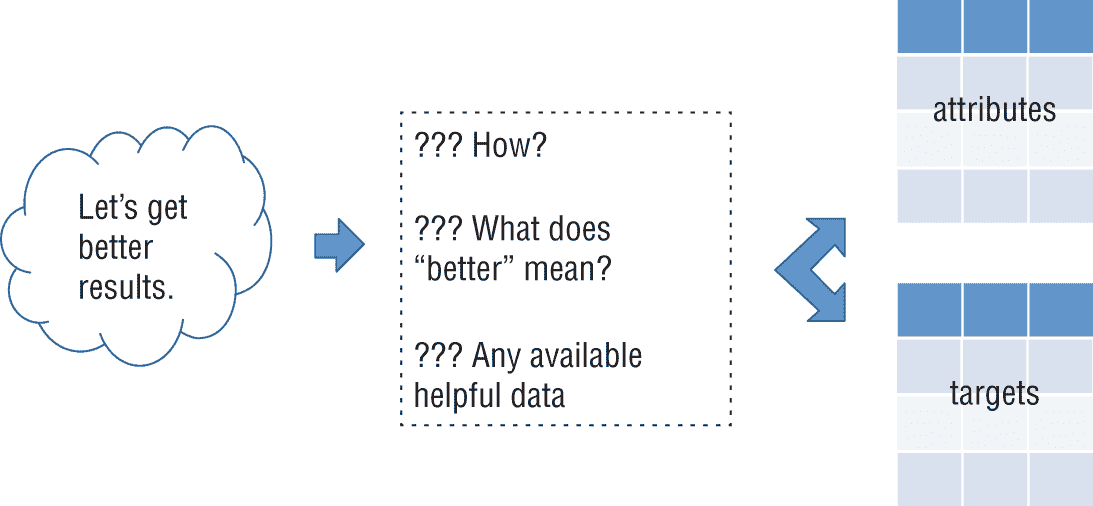 Let’s get
better
results.
??? How?
??? What does
“better” mean?
??? Any available
helpful data
attributes
targets